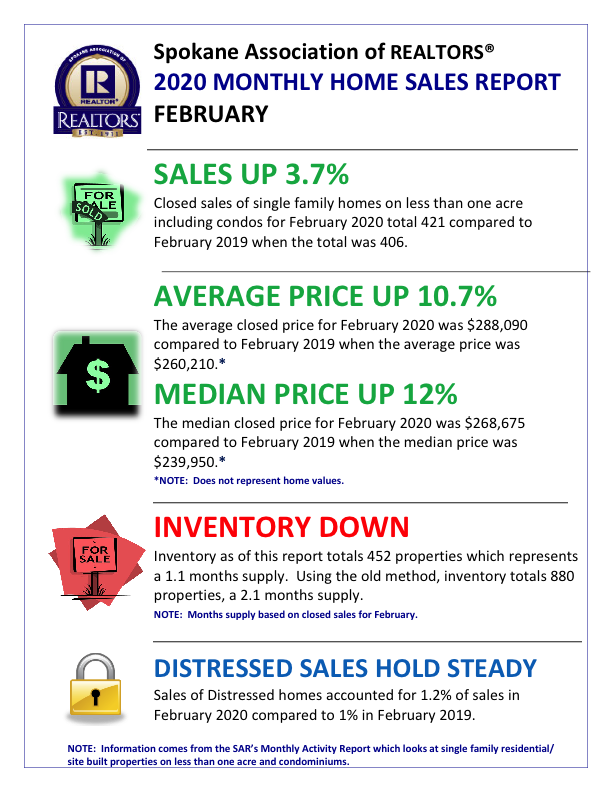 SPOKANE ASSOCIATION OF
R
REALTOR®
REALTORS®
EST. 1911
Spokane Association of REALTORS®
2020 MONTHLY HOME SALES REPORT
FEBRUARY
FOR
SALE
SOLD
SALES UP 3.7%
Closed sales of single family homes on less than one acre
including condos for February 2020 total 421 compared to
February 2019 when the total was 406.
AVERAGE PRICE UP 10.7%
The average closed price for February 2020 was $288,090
compared to February 2019 when the average price was
$260,210.*
$
MEDIAN PRICE UP 12%
The median closed price for February 2020 was $268,675
compared to February 2019 when the median price was
$239,950.*
*NOTE:  Does not represent home values.
FOR
SALE
INVENTORY DOWN
Inventory as of this report totals 452 properties which represents
a 1.1 months supply.  Using the old method, inventory totals 880
properties, a 2.1 months supply.
NOTE:  Months supply based on closed sales for February.
DISTRESSED SALES HOLD STEADY
Sales of Distressed homes accounted for 1.2% of sales in
February 2020 compared to 1% in February 2019.
NOTE:  Information comes from the SAR's Monthly Activity Report which looks at single family residential/
site built properties on less than one acre and condominiums.